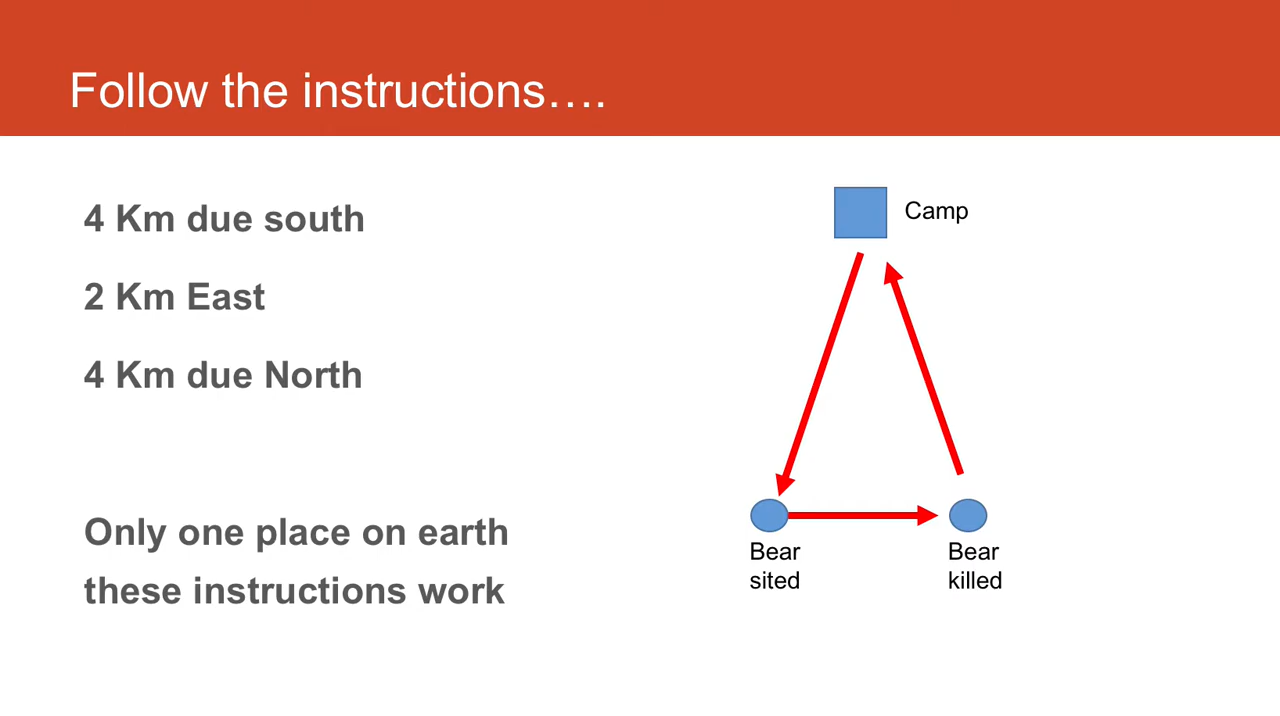 Follow the instructions….
4 Km due south
2 Km East
4 Km due North
Only one place on earth
these instructions work
Camp
Bear
sited
Bear
killed